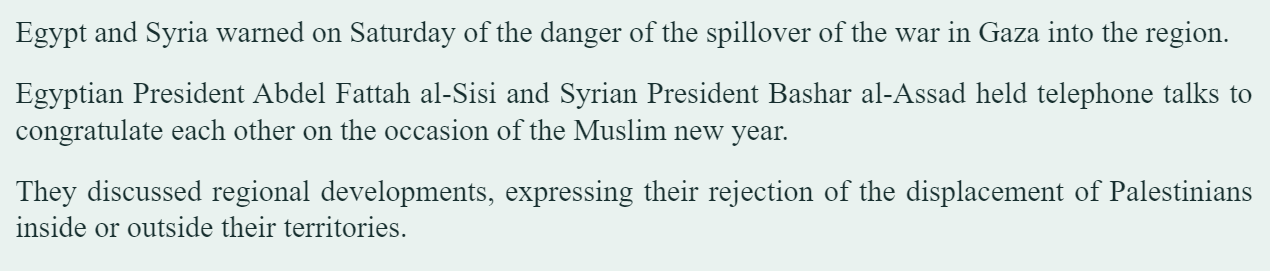 Egypt and Syria warned on Saturday of the danger of the spillover of the war in Gaza into the region.
Egyptian President Abdel Fattah al-Sisi and Syrian President Bashar al-Assad held telephone talks to
congratulate each other on the occasion of the Muslim new year.
They discussed regional developments, expressing their rejection of the displacement of Palestinians
inside or outside their territories.